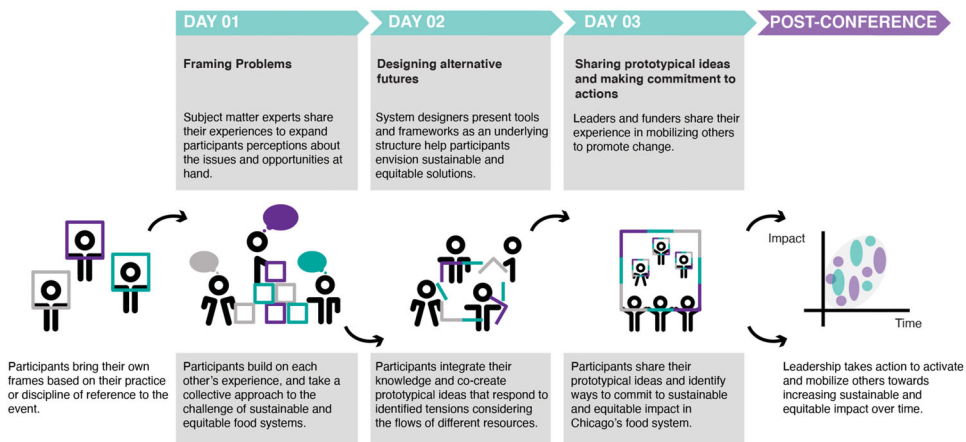 DAY 01
DAY 02
DAY 03
POST-CONFERENCE
Framing Problems
Subject matter experts share
their experiences to expand
participants perceptions about
the issues and opportunities at
hand.
Designing alternative
futures
System designers present tools
and frameworks as an underlying
structure help participants
envision sustainable and
equitable solutions.
Sharing prototypical ideas
and making commitment to
actions
Leaders and funders share their
experience in mobilizing others
to promote change.
Impact
Time
Participants bring their own
frames based on their practice
or discipline of reference to the
event.
Participants build on each
other's experience, and take a
collective approach to the
challenge of sustainable and
equitable food systems.
Participants integrate their
knowledge and co-create
prototypical ideas that respond to
identified tensions considering
the flows of different resources.
Participants share their
prototypical ideas and identify
ways to commit to sustainable
and equitable impact in
Chicago's food system.
Leadership takes action to activate
and mobilize others towards
increasing sustainable and
equitable impact over time.